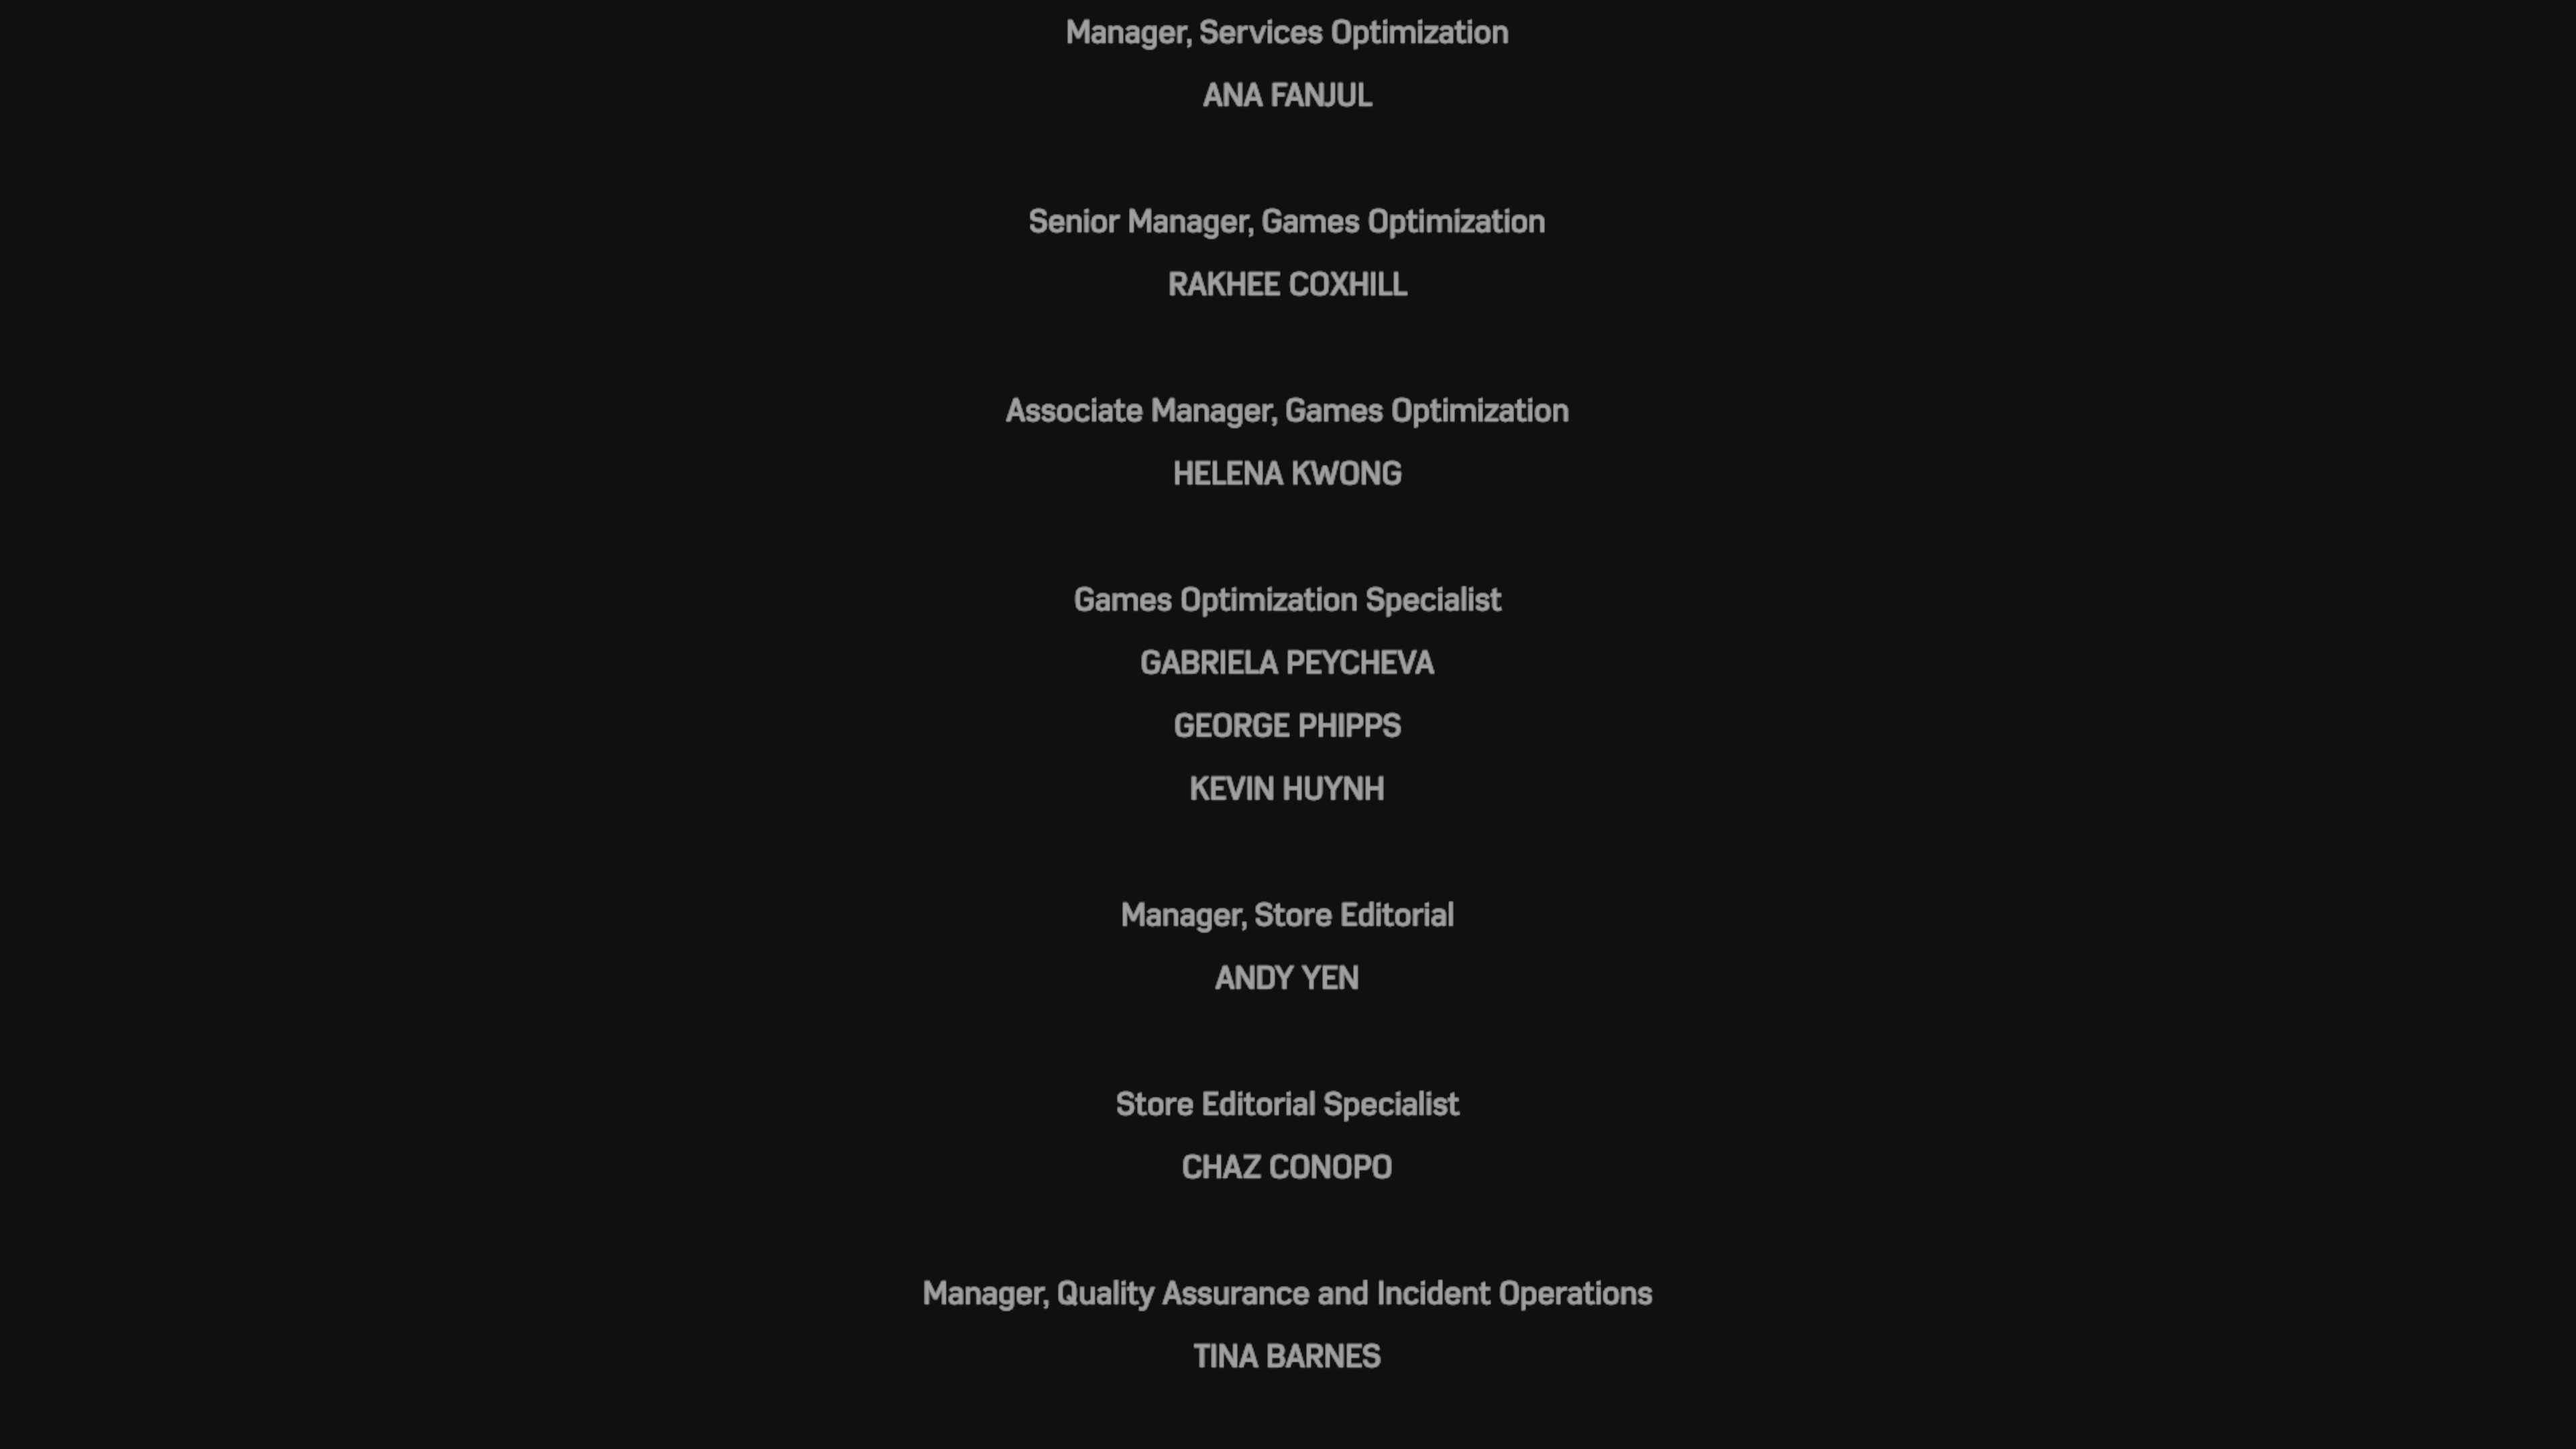 Manager, Services Optimization
ANA FANJUL
Senior Manager, Games Optimization
RAKHEE COXHILL
Associate Manager, Games Optimization
HELENA KWONG
Games Optimization Specialist
GABRIELA PEYCHEVA
GEORGE PHIPPS
KEVIN HUYNH
Manager, Store Editorial
ANDY YEN
Store Editorial Specialist
CHAZ CONOPO
Manager, Quality Assurance and Incident Operations
TINA BARNES